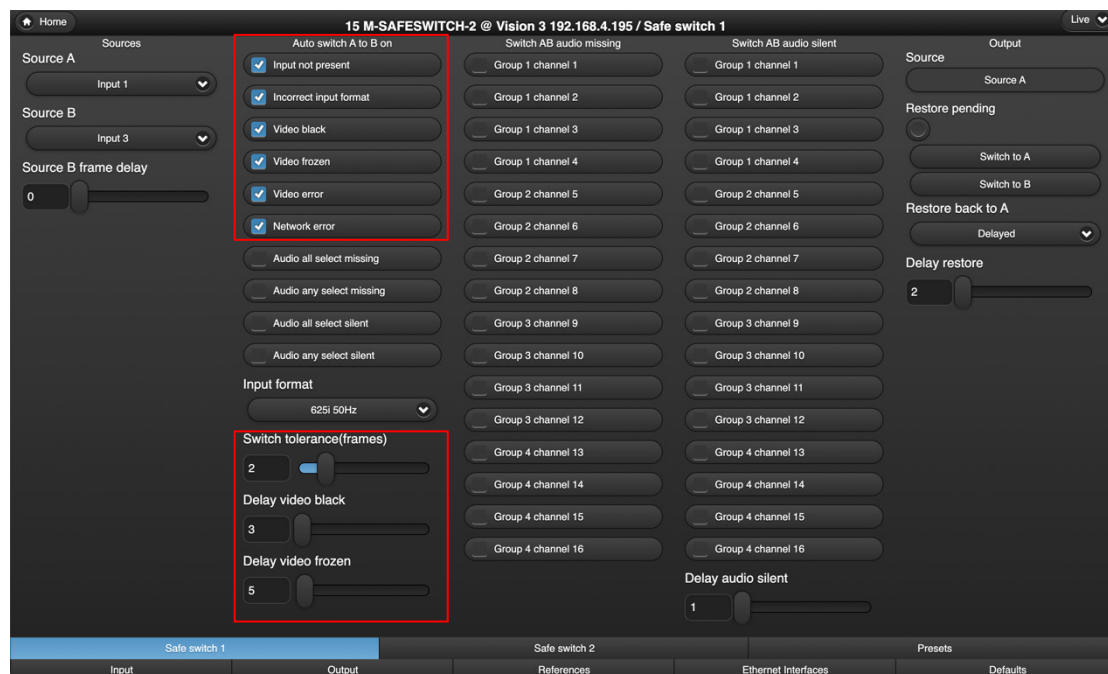 Home
15 M-SAFESWITCH-2 @ Vision 3 192.168.4.195 / Safe switch 1
Live
Sources
Source A
Input 1
Source B
Input 3
Source B frame delay
0
Auto switch A to B on
Input not present
Incorrect input format
Video black
Video frozen
Video error
Network error
Audio all select missing
Audio any select missing
Audio all select silent
Audio any select silent
Input format
625i 50Hz
Switch tolerance(frames)
2
Delay video black
3
Delay video frozen
5
Switch AB audio missing
Group 1 channel 1
Group 1 channel 2
Group 1 channel 3
Group 1 channel 4
Group 2 channel 5
Group 2 channel 6
Group 2 channel 7
Group 2 channel 8
Group 3 channel 9
Group 3 channel 10
Group 3 channel 11
Group 3 channel 12
Group 4 channel 13
Group 4 channel 14
Group 4 channel 15
Group 4 channel 16
Switch AB audio silent
Group 1 channel 1
Group 1 channel 2
Group 1 channel 3
Group 1 channel 4
Group 2 channel 5
Group 2 channel 6
Group 2 channel 7
Group 2 channel 8
Group 3 channel 9
Group 3 channel 10
Group 3 channel 11
Group 3 channel 12
Group 4 channel 13
Group 4 channel 14
Group 4 channel 15
Group 4 channel 16
Delay audio silent
1
Output
Source
Source A
Restore pending
Switch to A
Switch to B
Restore back to A
Delayed
Delay restore
2
Safe switch 1
Safe switch 2
Presets
Input
Output
References
Ethernet Interfaces
Defaults